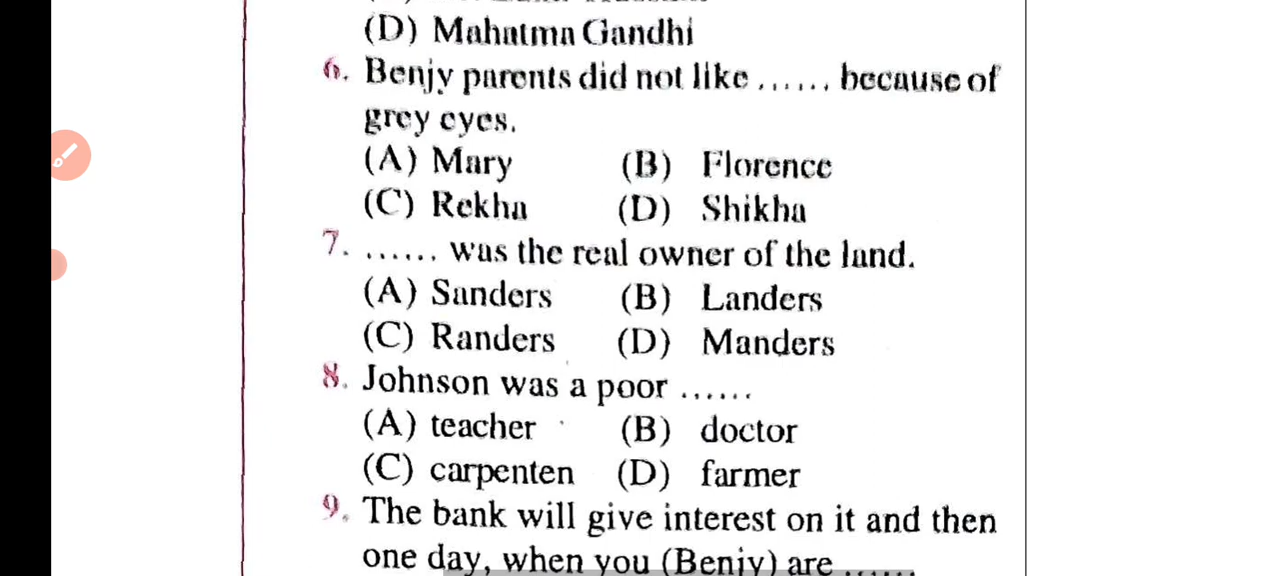 (D) Mahatma Gandhi
6. Benjy parents did not like ...... because of
grey eyes.
(A) Mary (B) Florence
(C) Rekha (D) Shikha
7. ...... was the real owner of the land.
(A) Sanders (B) Landers
(C) Randers (D) Manders
8. Johnson was a poor ......
(A) teacher (B) doctor
(C) carpenten (D) farmer
9. The bank will give interest on it and then
one day, when you (Benjy) are ......